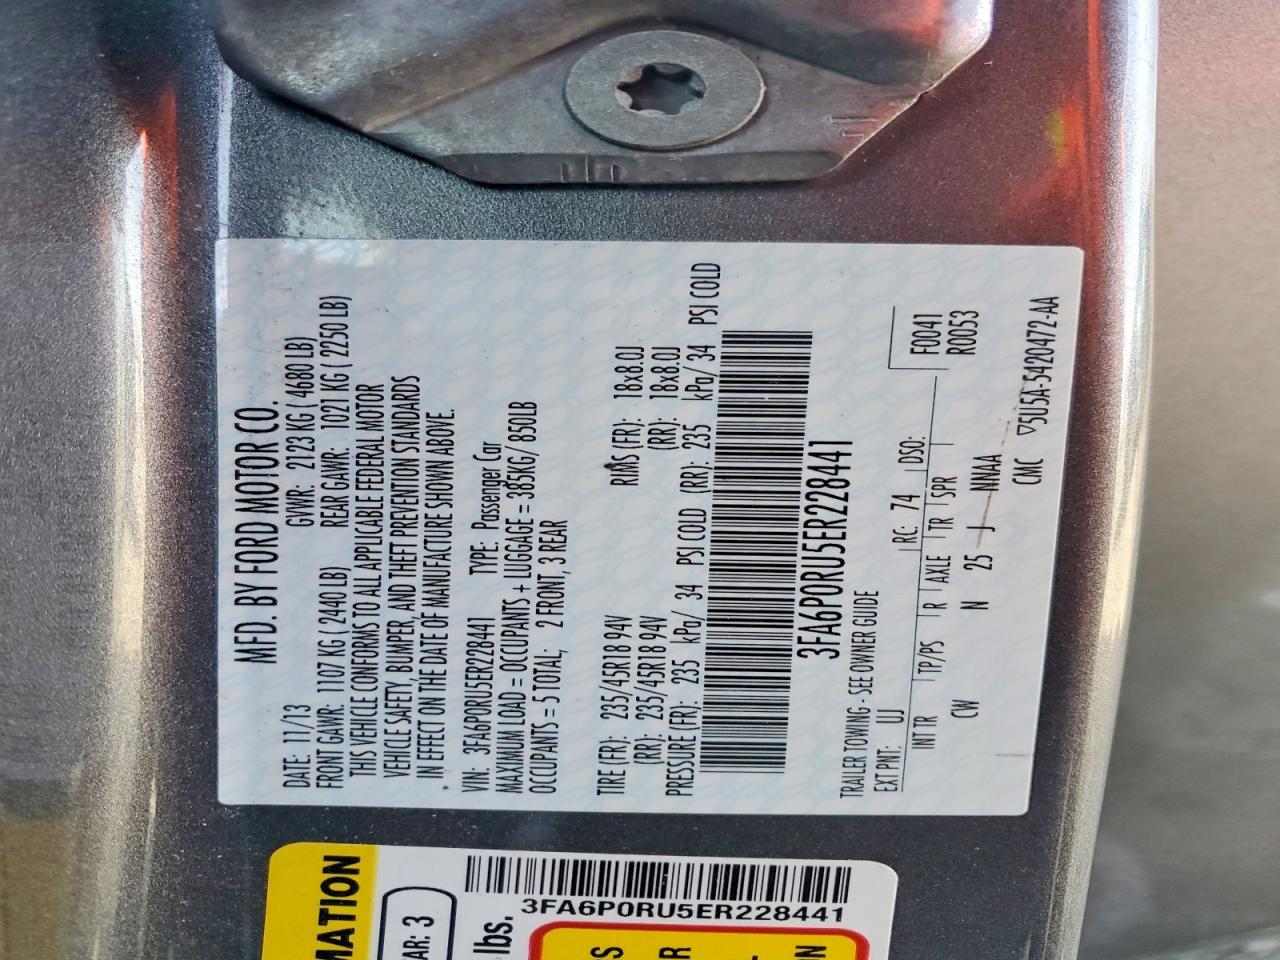 MFD. BY FORD MOTOR CO.
DATE: 11/13 GVWR: 2123 KG ( 4680 LB)
FRONT GAWR: 1107 KG ( 2440 LB) REAR GAWR: 1021 KG ( 2250 LB)
THIS VEHICLE CONFORMS TO ALL APPLICABLE FEDERAL MOTOR
VEHICLE SAFETY, BUMPER, AND THEFT PREVENTION STANDARDS
IN EFFECT ON THE DATE OF MANUFACTURE SHOWN ABOVE.
VIN: 3FA6P0RU5ER228441 TYPE: Passenger Car
MAXIMUM LOAD = OCCUPANTS + LUGGAGE = 385KG/ 850LB
OCCUPANTS = 5 TOTAL, 2 FRONT, 3 REAR
TIRE (FR): 235/45R18 94V RIMS (FR): 18x8.0J
(RR): 235/45R18 94V (RR): 18x8.0J
PRESSURE (FR): 235 kPa/ 34 PSI COLD (RR): 235 kPa/ 34 PSI COLD
3FA6P0RU5ER228441
TRAILER TOWING - SEE OWNER GUIDE
EXT PNT: UJ RC: 74 DSO:
F0041
R0053
INT TR TP/PS R AXLE TR SPR
CW N 25 J NNAA
CMC ▽5U5A-5420472-AA
MATION
AR: 3
lbs.
3FA6P0RU5ER228441
S
R
ON